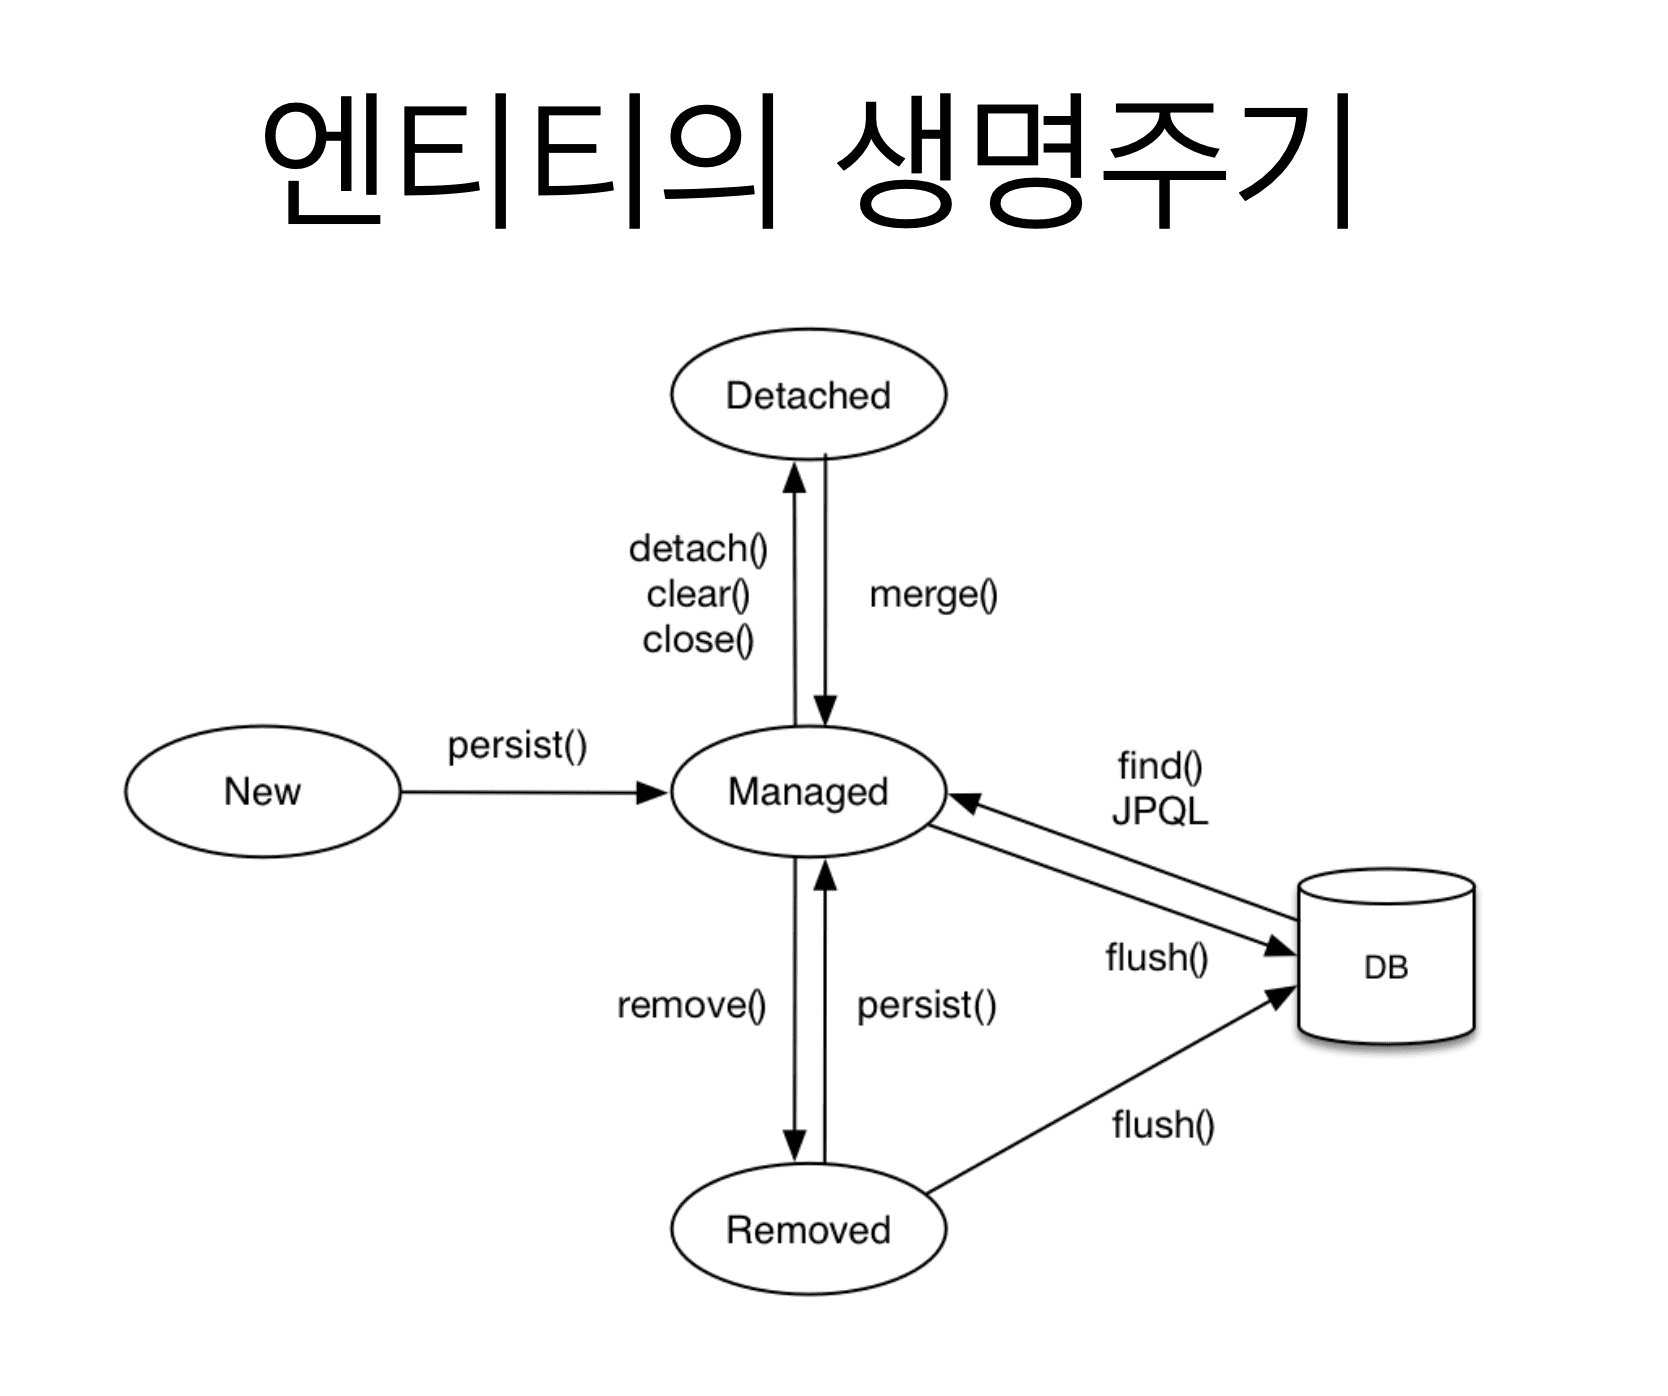 엔티티의 생명주기
Detached
detach()
clear()
close()
merge()
New
persist()
Managed
find()
JPQL
flush()
DB
remove()
persist()
flush()
Removed